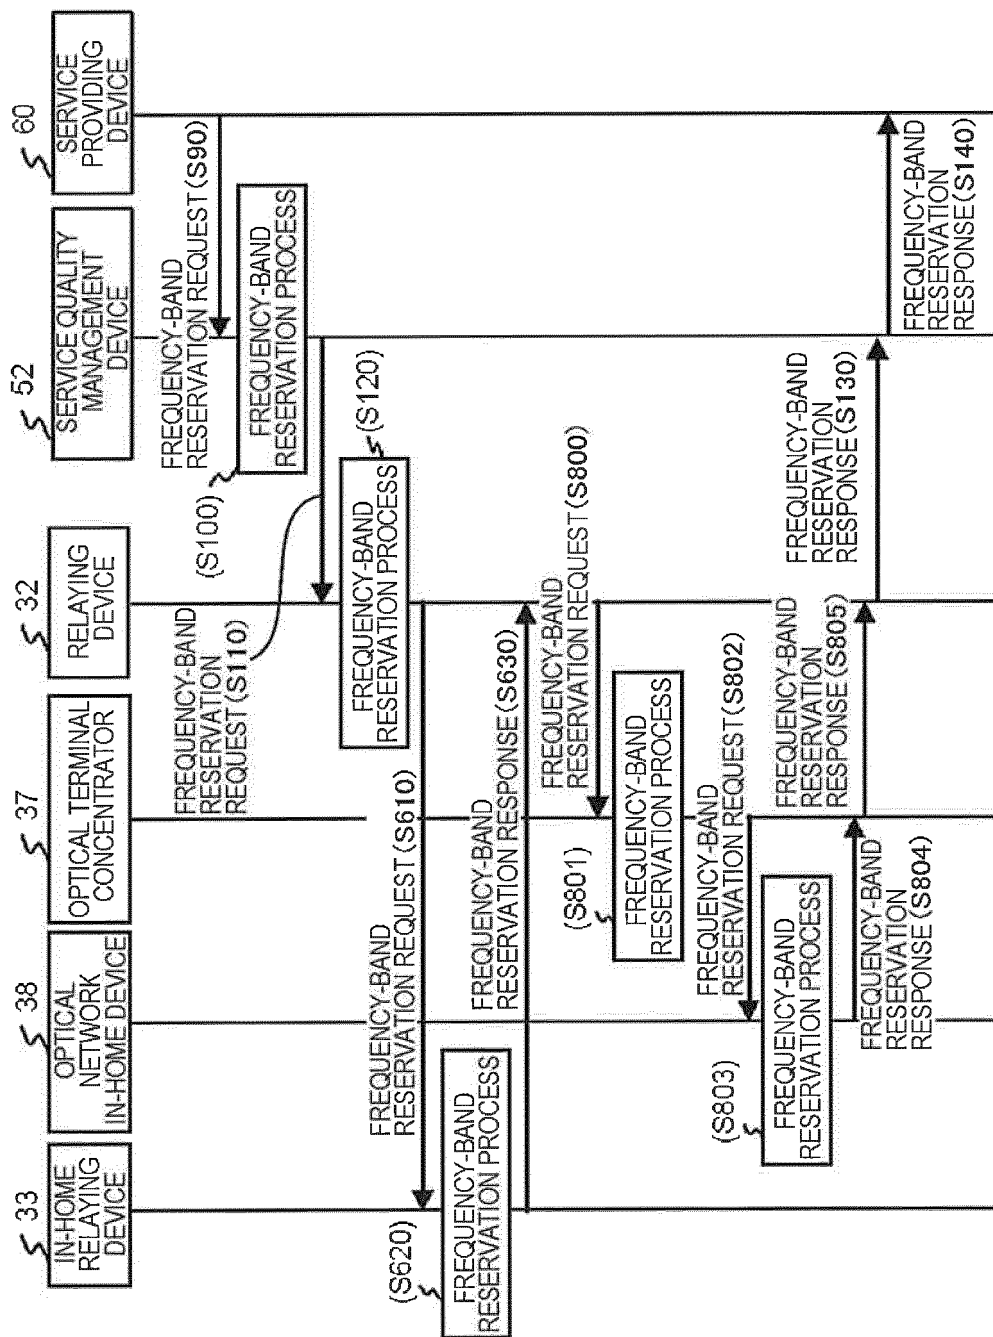 33
IN-HOME
RELAYING
DEVICE
38
OPTICAL
NETWORK
IN-HOME DEVICE
37
OPTICAL TERMINAL
CONCENTRATOR
32
RELAYING
DEVICE
52
SERVICE QUALITY
MANAGEMENT
DEVICE
60
SERVICE
PROVIDING
DEVICE
FREQUENCY-BAND
RESERVATION REQUEST(S90)
(S100)
FREQUENCY-BAND
RESERVATION PROCESS
FREQUENCY-BAND
RESERVATION
REQUEST(S110)
(S120)
FREQUENCY-BAND
RESERVATION PROCESS
FREQUENCY-BAND
RESERVATION REQUEST(S610)
(S620)
FREQUENCY-BAND
RESERVATION PROCESS
FREQUENCY-BAND
RESERVATION RESPONSE(S630)
FREQUENCY-BAND
RESERVATION REQUEST(S800)
(S801)
FREQUENCY-BAND
RESERVATION PROCESS
FREQUENCY-BAND
RESERVATION REQUEST(S802)
(S803)
FREQUENCY-BAND
RESERVATION PROCESS
FREQUENCY-BAND
RESERVATION
RESPONSE(S804)
FREQUENCY-BAND
RESERVATION
RESPONSE(S805)
FREQUENCY-BAND
RESERVATION
RESPONSE(S130)
FREQUENCY-BAND
RESERVATION
RESPONSE(S140)